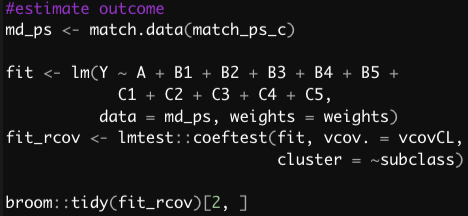 #estimate outcome
md_ps <- match.data(match_ps_c)
fit <- lm(Y ~ A + B1 + B2 + B3 + B4 + B5 +
C1 + C2 + C3 + C4 + C5,
data = md_ps, weights = weights)
fit_rcov <- lmtest::coeftest(fit, vcov. = vcovCL,
cluster = ~subclass)
broom::tidy(fit_rcov)[2, ]